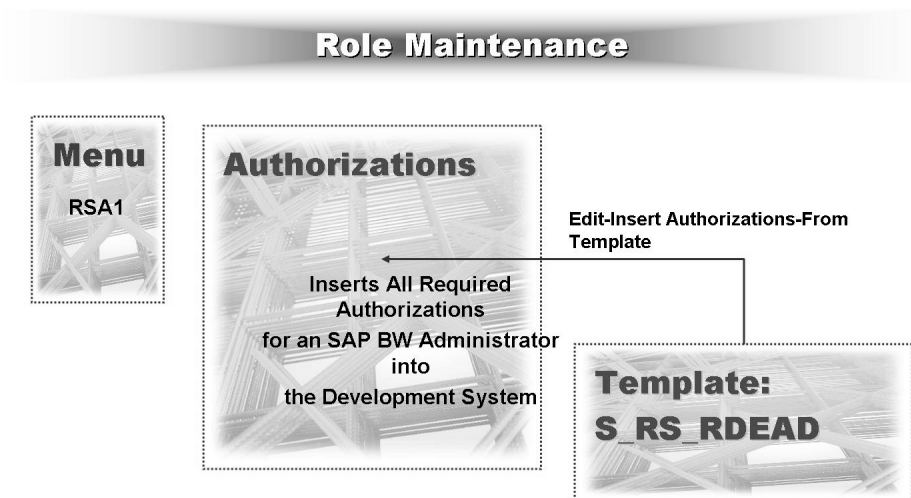 Role Maintenance
Menu
RSA1
Authorizations
Edit-Insert Authorizations-From
Template
Inserts All Required
Authorizations
for an SAP BW Administrator
into
the Development System
Template:
S_RS_RDEAD